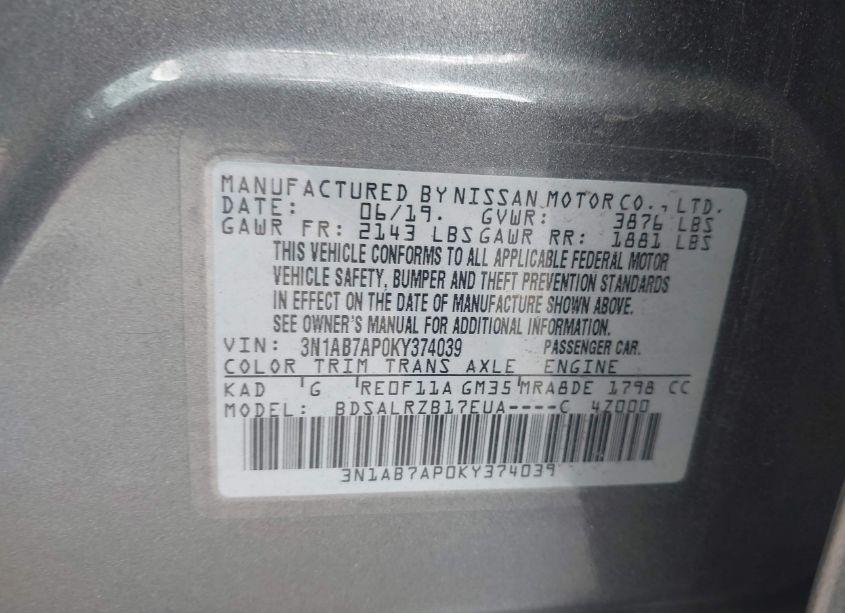 MANUFACTURED BY NISSAN MOTOR CO., LTD.
DATE: 06/19. GVWR: 3876 LBS
GAWR FR: 2143 LBS GAWR RR: 1881 LBS
THIS VEHICLE CONFORMS TO ALL APPLICABLE FEDERAL MOTOR
VEHICLE SAFETY, BUMPER AND THEFT PREVENTION STANDARDS
IN EFFECT ON THE DATE OF MANUFACTURE SHOWN ABOVE.
SEE OWNER'S MANUAL FOR ADDITIONAL INFORMATION.
VIN: 3N1AB7AP0KY374039 PASSENGER CAR.
COLOR TRIM TRANS AXLE ENGINE
KAD G RE0F11A GM35 MRA8DE 1798 CC
MODEL: BDSALRZB17EUA----C 4Z000
3N1AB7AP0KY374039